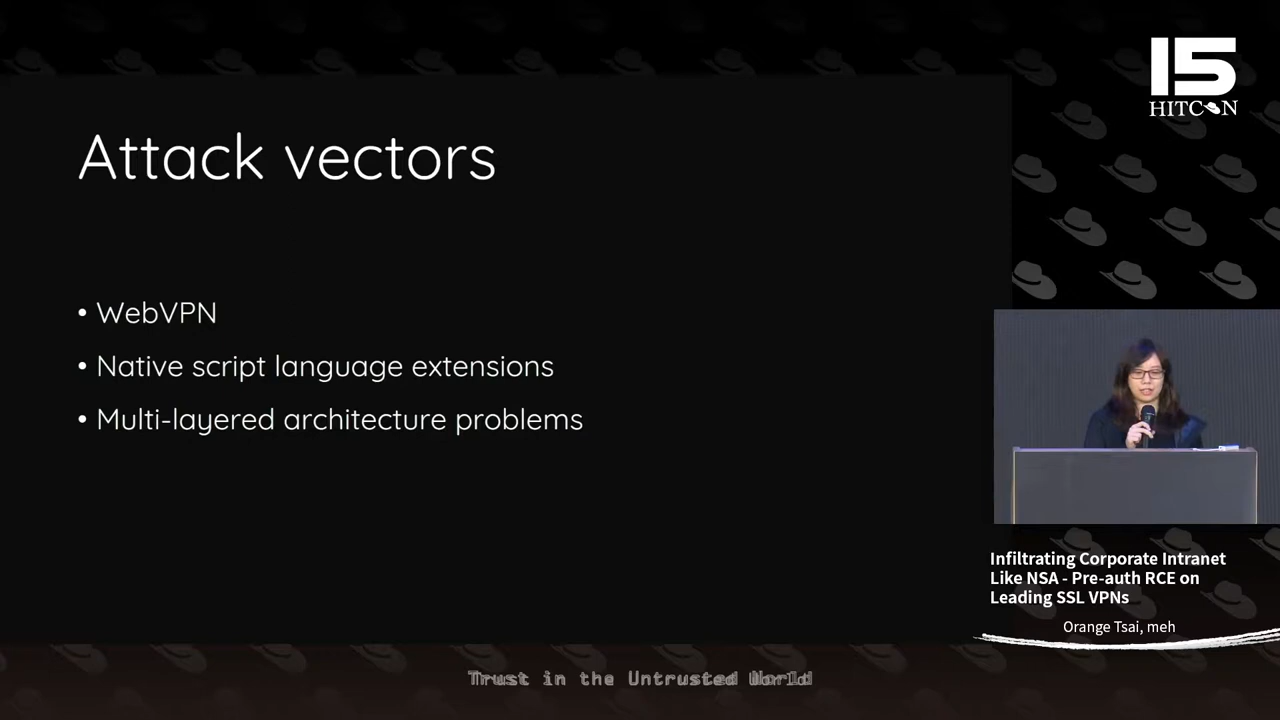 15
HITCON
Attack vectors
• WebVPN
• Native script language extensions
• Multi-layered architecture problems
Infiltrating Corporate Intranet
Like NSA - Pre-auth RCE on
Leading SSL VPNs
Orange Tsai, meh
Trust in the Untrusted World